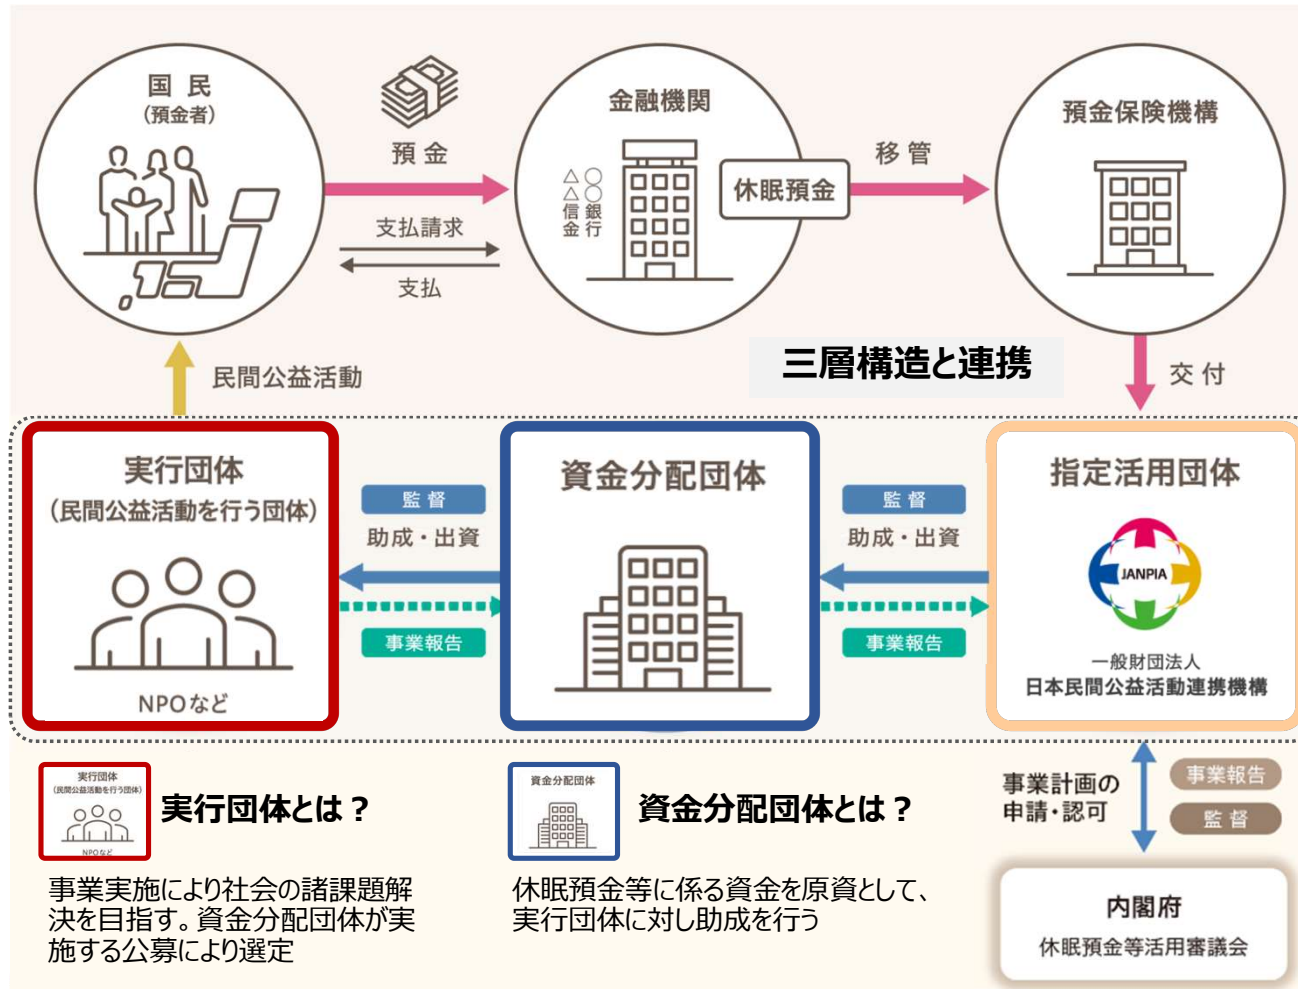 国民
(預金者)
預金
支払請求
支払
金融機関
○○銀行
△△信金
休眠預金
移管
預金保険機構
民間公益活動
三層構造と連携
交付
実行団体
(民間公益活動を行う団体)
NPOなど
監督
助成・出資
事業報告
資金分配団体
監督
助成・出資
事業報告
指定活用団体
JANPIA
一般財団法人
日本民間公益活動連携機構
実行団体
(民間公益活動を行う団体)
NPOなど
実行団体とは？
事業実施により社会の諸課題解
決を目指す。資金分配団体が実
施する公募により選定
資金分配団体
資金分配団体とは？
休眠預金等に係る資金を原資として、
実行団体に対し助成を行う
事業計画の
申請・認可
事業報告
監督
内閣府
休眠預金等活用審議会